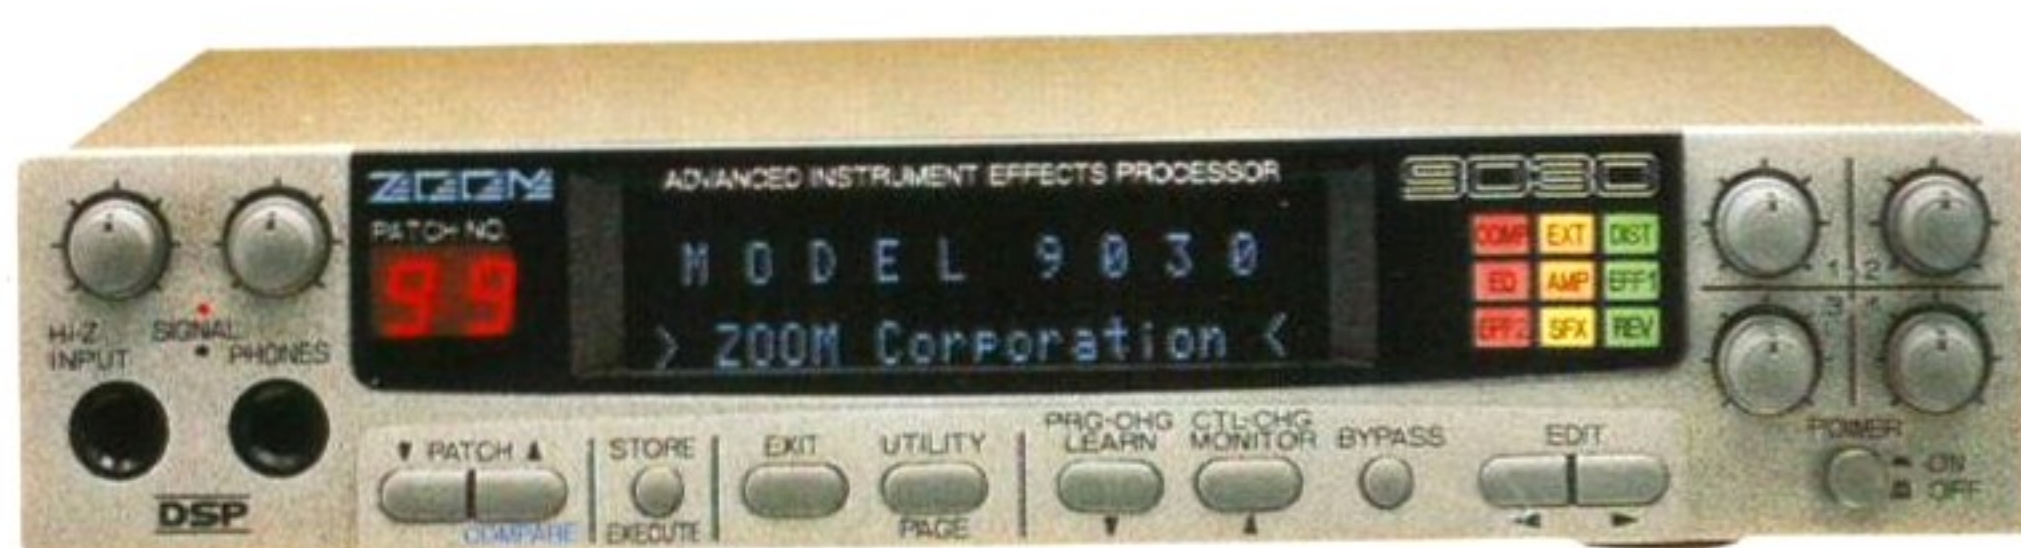 ZOOM
ADVANCED INSTRUMENT EFFECTS PROCESSOR
9030
PATCH NO.
99
MODEL 9030
> ZOOM Corporation <
COMP EXT DIST
EQ AMP EFF1
EFF2 SFX REV
1 2
3 4
HI-Z INPUT
SIGNAL
PHONES
DSP
▼ PATCH ▲
COMPARE
STORE
EXECUTE
EXIT
UTILITY
PAGE
PRG-CHG
LEARN
▼
CTL-CHG
MONITOR
▲
BYPASS
EDIT
◄ ►
POWER
ON
OFF